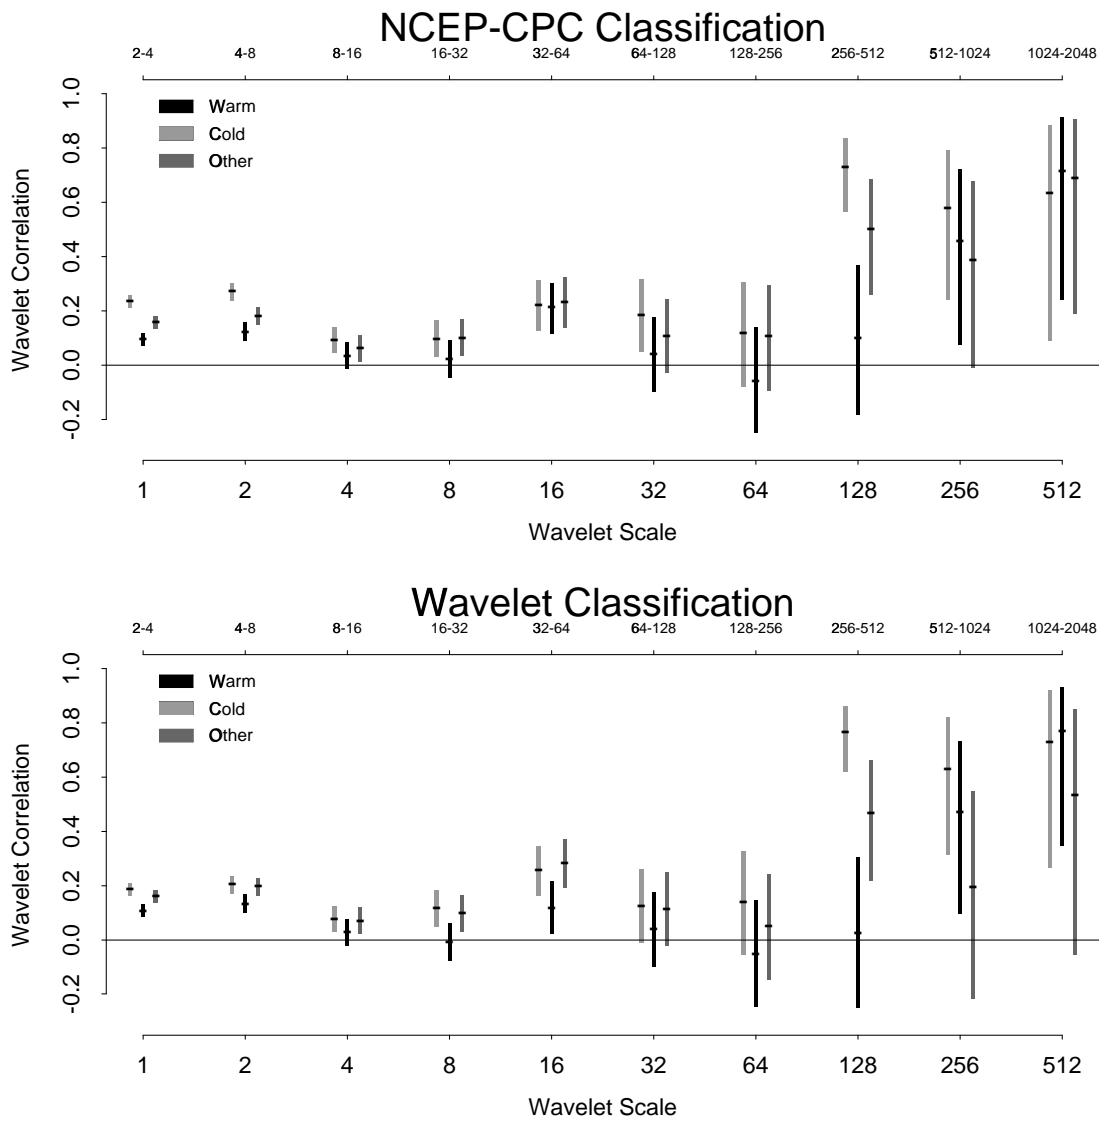 NCEP-CPC Classification
2-4 4-8 8-16 16-32 32-64 64-128 128-256 256-512 512-1024 1024-2048
Warm
Cold
Other
Wavelet Correlation
1.0
0.8
0.6
0.4
0.2
0.0
-0.2
1 2 4 8 16 32 64 128 256 512
Wavelet Scale
Wavelet Classification
2-4 4-8 8-16 16-32 32-64 64-128 128-256 256-512 512-1024 1024-2048
Warm
Cold
Other
Wavelet Correlation
1.0
0.8
0.6
0.4
0.2
0.0
-0.2
1 2 4 8 16 32 64 128 256 512
Wavelet Scale